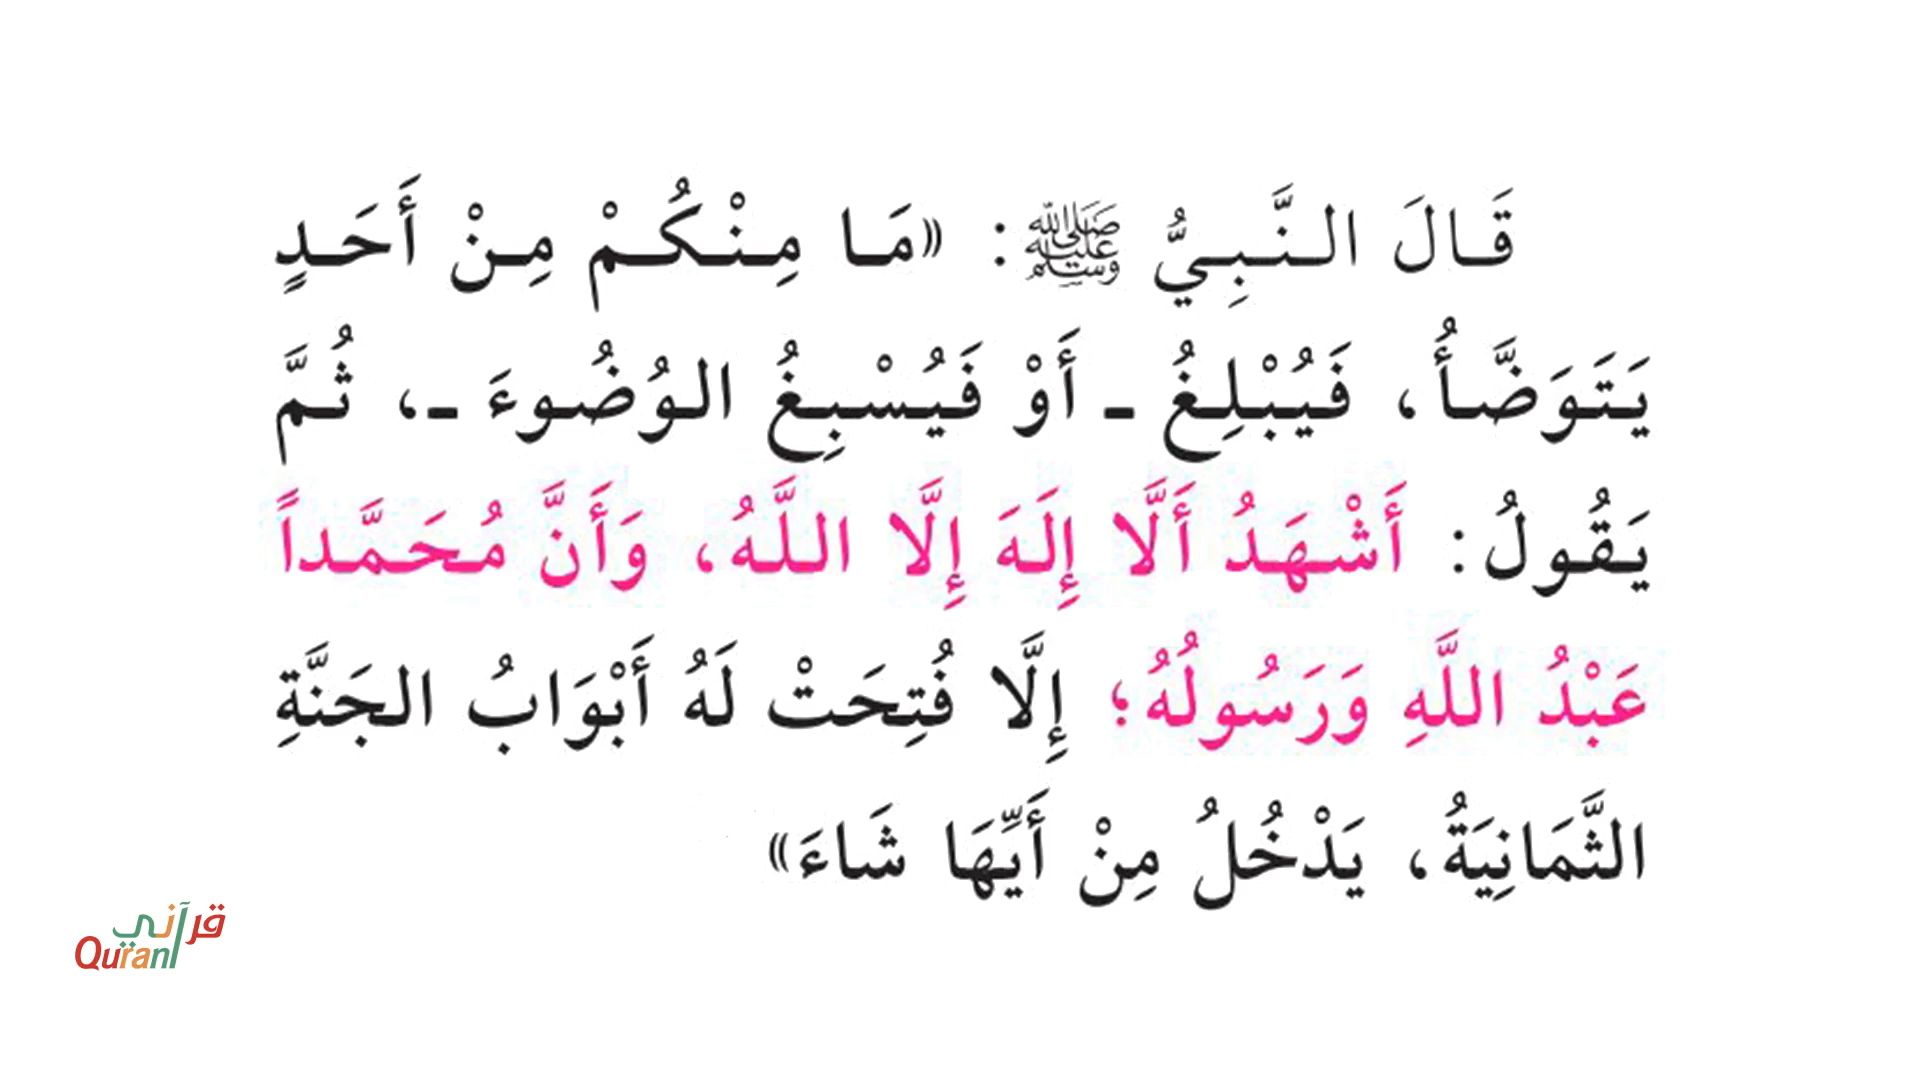 قَالَ النَّبِيُّ ﷺ: «مَا مِنْكُمْ مِنْ أَحَدٍ
يَتَوَضَّأُ، فَيُبْلِغُ ـ أَوْ فَيُسْبِغُ الوُضُوءَ ـ، ثُمَّ
يَقُولُ: أَشْهَدُ أَلَّا إِلَهَ إِلَّا اللَّهُ، وَأَنَّ مُحَمَّداً
عَبْدُ اللَّهِ وَرَسُولُهُ؛ إِلَّا فُتِحَتْ لَهُ أَبْوَابُ الجَنَّةِ
الثَّمَانِيَةُ، يَدْخُلُ مِنْ أَيِّهَا شَاءَ»
قرآني
Qurani